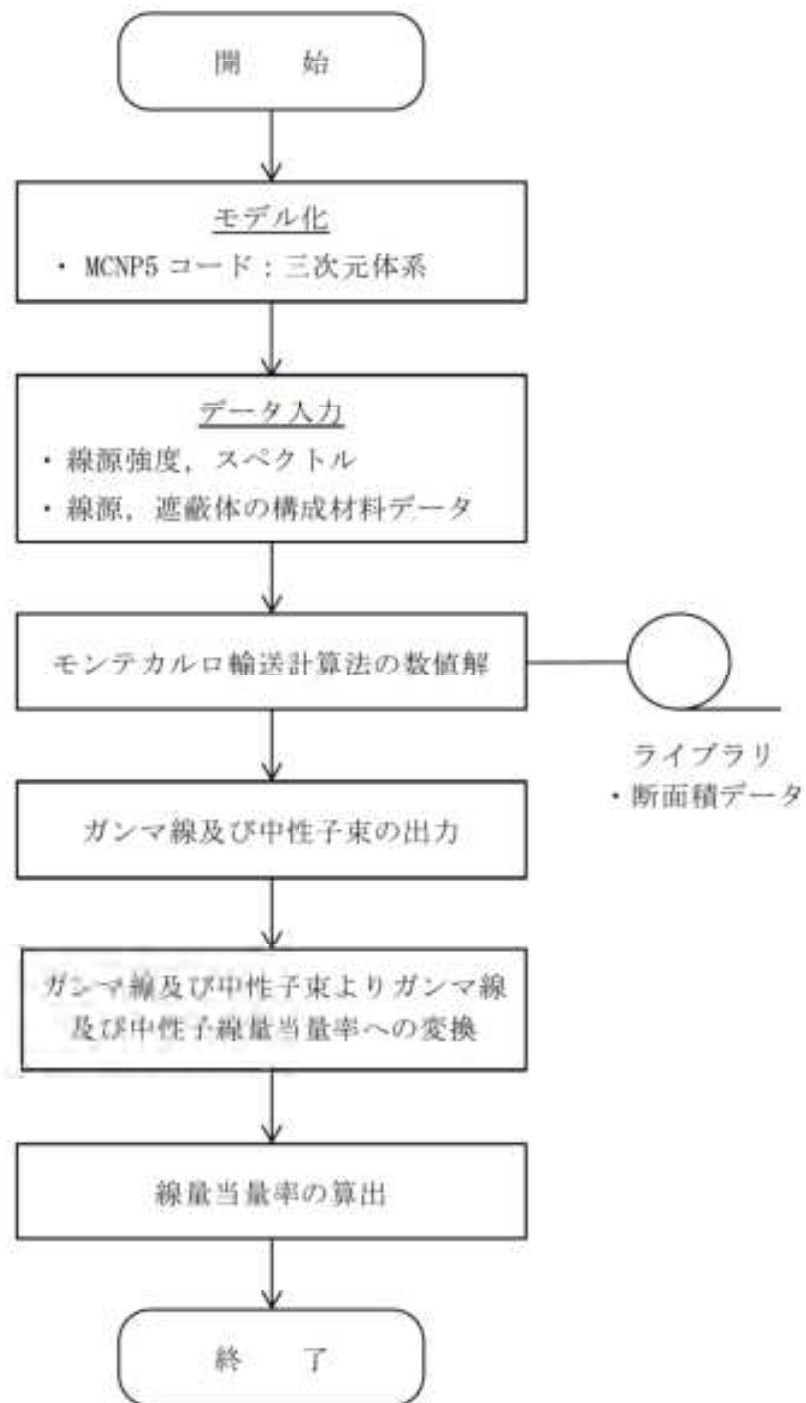 開　　始
モデル化
・ MCNP5 コード：三次元体系
データ入力
・線源強度，スペクトル
・線源，遮蔽体の構成材料データ
モンテカルロ輸送計算法の数値解
ライブラリ
・断面積データ
ガンマ線及び中性子束の出力
ガンマ線及び中性子束よりガンマ線
及び中性子線量当量率への変換
線量当量率の算出
終　　了